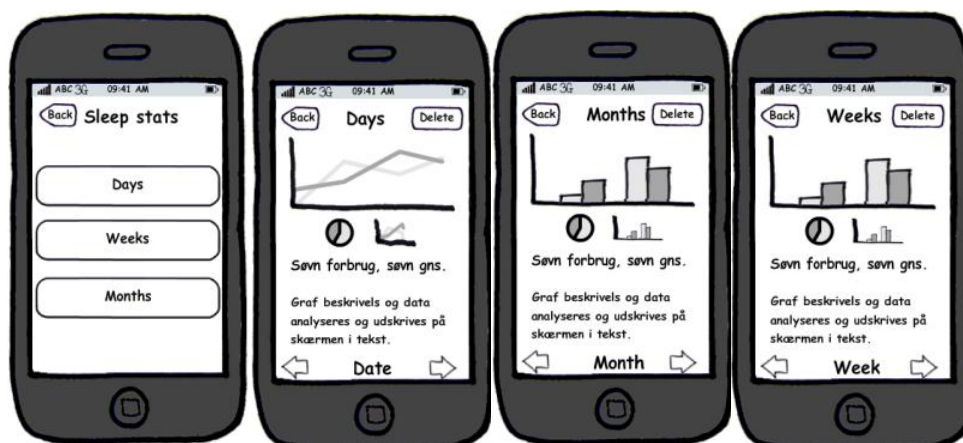 ABC 3G 09:41 AM
Back Sleep stats
Days
Weeks
Months
ABC 3G 09:41 AM
Back Days Delete
Søvn forbrug, søvn gns.
Graf beskrivels og data
analyseres og udskrives på
skærmen i tekst.
Date
ABC 3G 09:41 AM
Back Months Delete
Søvn forbrug, søvn gns.
Graf beskrivels og data
analyseres og udskrives på
skærmen i tekst.
Month
ABC 3G 09:41 AM
Back Weeks Delete
Søvn forbrug, søvn gns.
Graf beskrivels og data
analyseres og udskrives på
skærmen i tekst.
Week